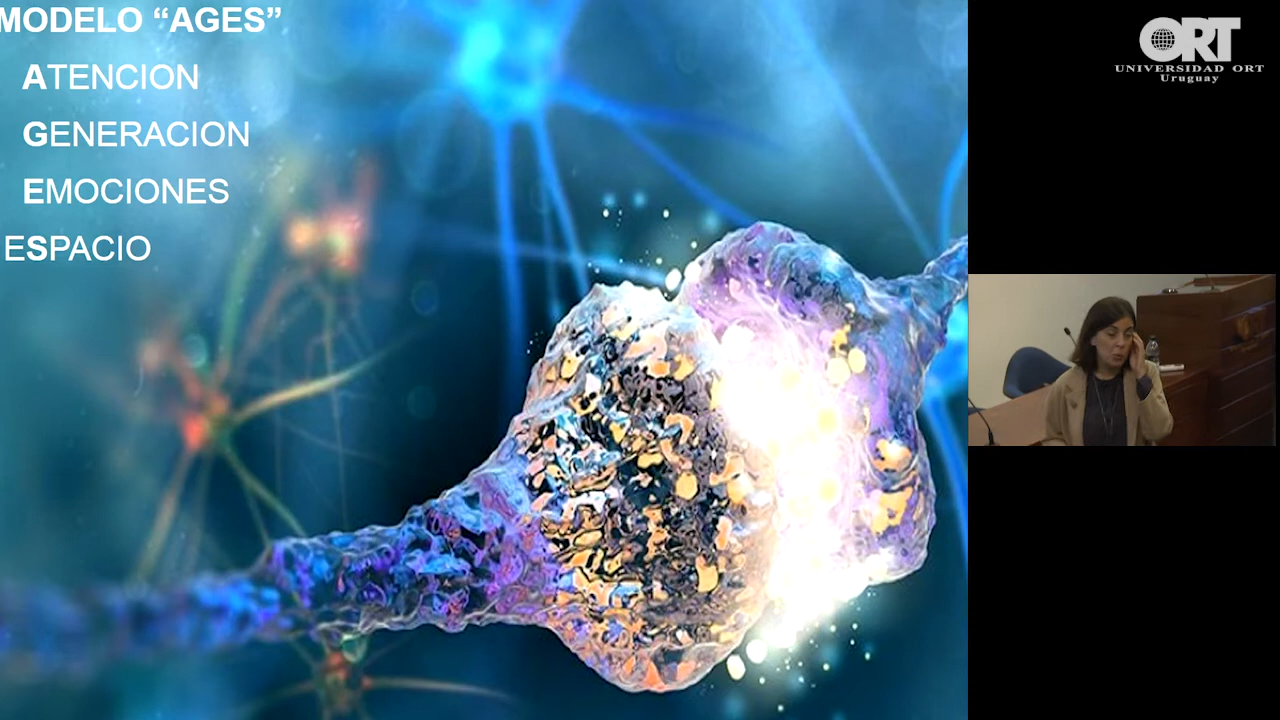 MODELO “AGES”
ATENCION
GENERACION
EMOCIONES
ESPACIO
ORT
UNIVERSIDAD ORT
Uruguay